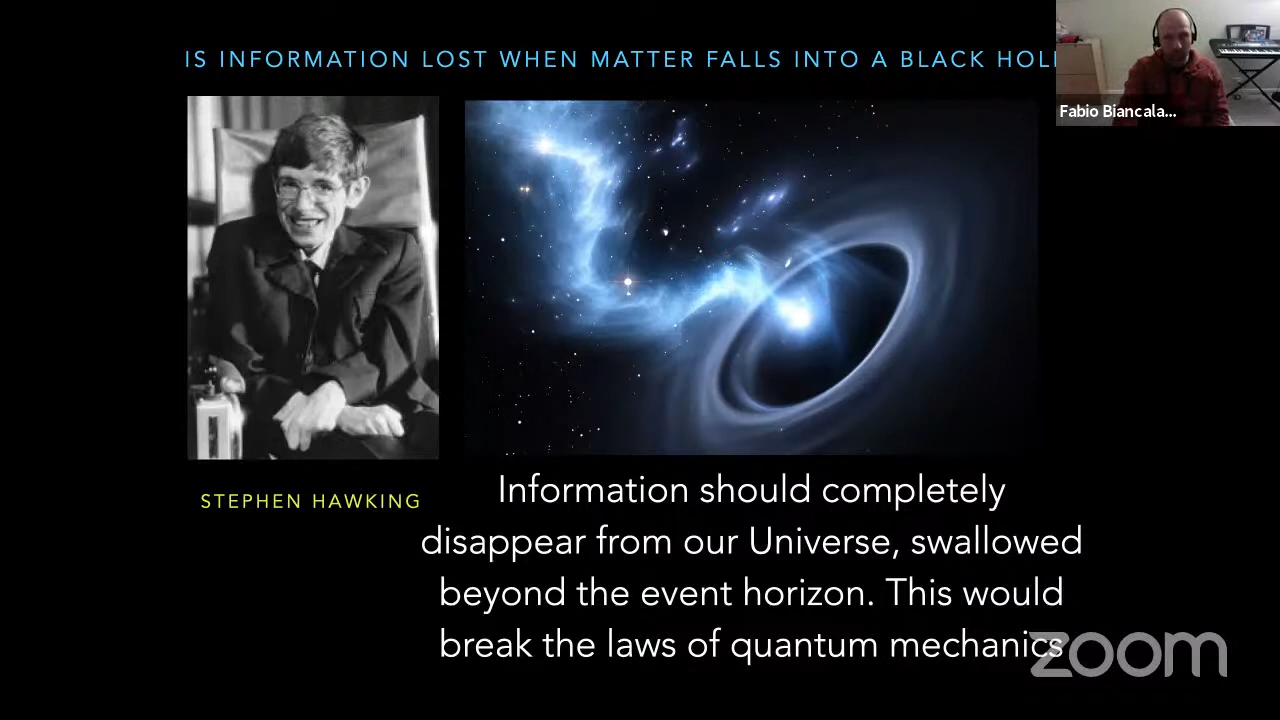 IS INFORMATION LOST WHEN MATTER FALLS INTO A BLACK HOL
Fabio Biancala...
STEPHEN HAWKING
Information should completely
disappear from our Universe, swallowed
beyond the event horizon. This would
break the laws of quantum mechanics
zoom